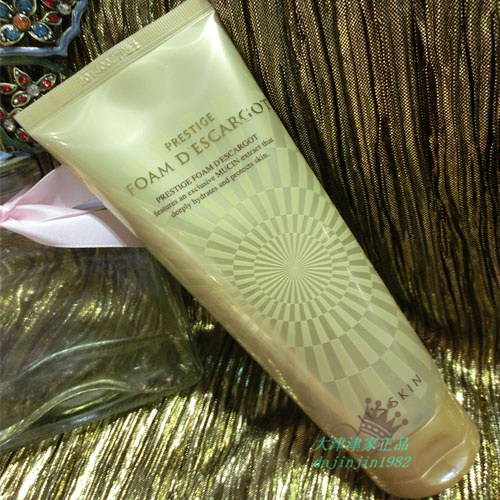 PRESTIGE
FOAM D'ESCARGOT
PRESTIGE FOAM D'ESCARGOT
features an exclusive MUCIN extract that
deeply hydrates and protects skin.
SKIN
大津津家正品
dajinjin1982